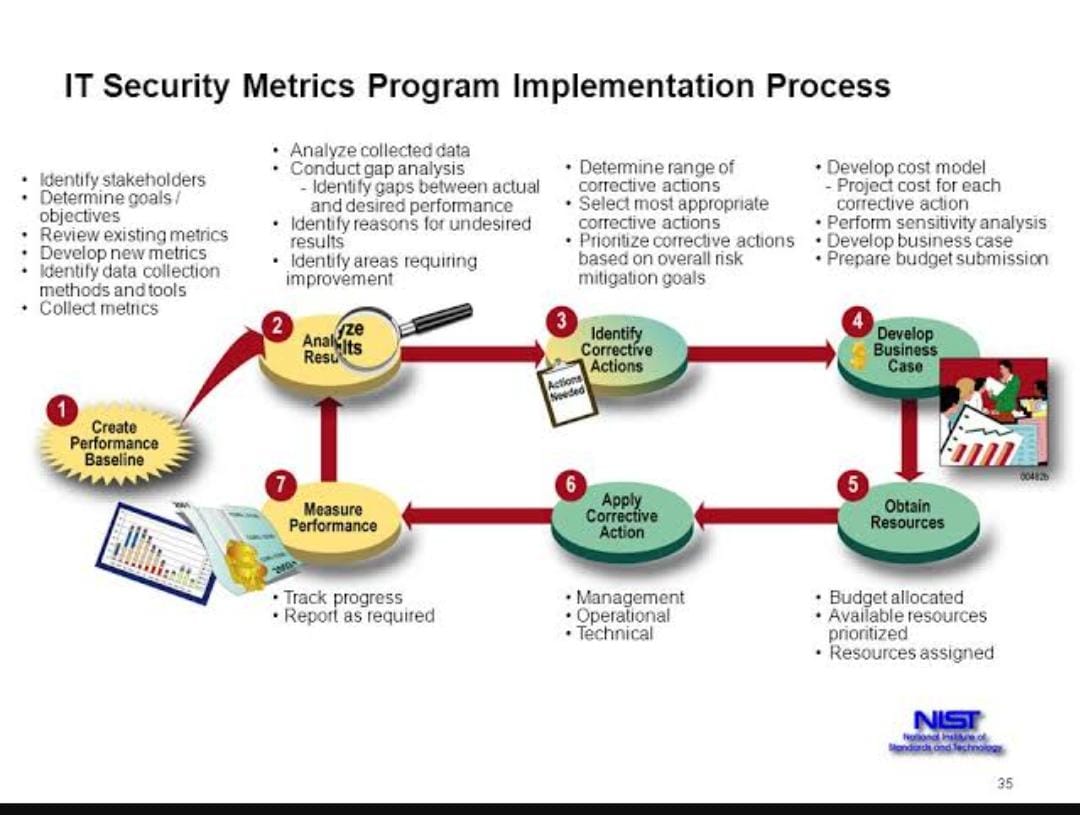 IT Security Metrics Program Implementation Process
• Identify stakeholders
• Determine goals /
objectives
• Review existing metrics
• Develop new metrics
• Identify data collection
methods and tools
• Collect metrics
• Analyze collected data
• Conduct gap analysis
- Identify gaps between actual
and desired performance
• Identify reasons for undesired
results
• Identify areas requiring
improvement
• Determine range of
corrective actions
• Select most appropriate
corrective actions
• Prioritize corrective actions
based on overall risk
mitigation goals
• Develop cost model
- Project cost for each
corrective action
• Perform sensitivity analysis
• Develop business case
• Prepare budget submission
1
Create
Performance
Baseline
2
Analyze
Results
3
Identify
Corrective
Actions
Actions
Needed
4
Develop
Business
Case
00482b
5
Obtain
Resources
6
Apply
Corrective
Action
7
Measure
Performance
• Track progress
• Report as required
• Management
• Operational
• Technical
• Budget allocated
• Available resources
prioritized
• Resources assigned
NIST
National Institute of
Standards and Technology
35